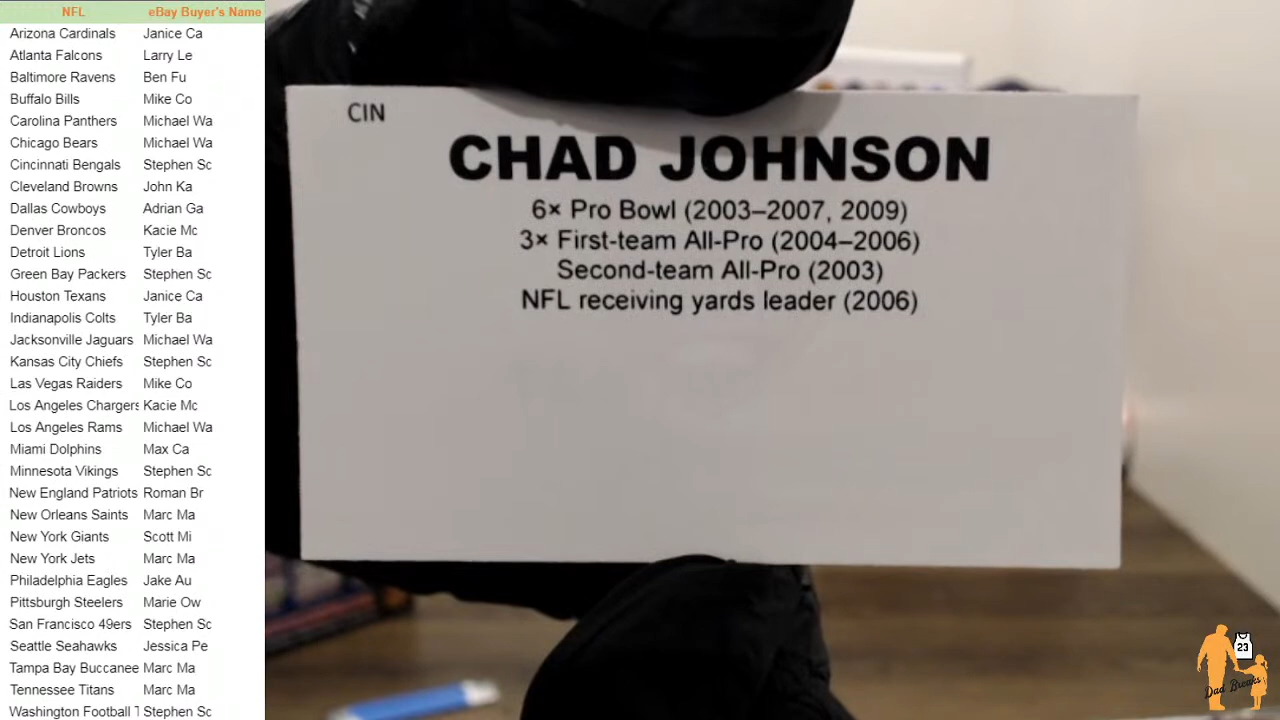 NFL eBay Buyer's Name
Arizona Cardinals Janice Ca
Atlanta Falcons Larry Le
Baltimore Ravens Ben Fu
Buffalo Bills Mike Co
Carolina Panthers Michael Wa
Chicago Bears Michael Wa
Cincinnati Bengals Stephen Sc
Cleveland Browns John Ka
Dallas Cowboys Adrian Ga
Denver Broncos Kacie Mc
Detroit Lions Tyler Ba
Green Bay Packers Stephen Sc
Houston Texans Janice Ca
Indianapolis Colts Tyler Ba
Jacksonville Jaguars Michael Wa
Kansas City Chiefs Stephen Sc
Las Vegas Raiders Mike Co
Los Angeles Chargers Kacie Mc
Los Angeles Rams Michael Wa
Miami Dolphins Max Ca
Minnesota Vikings Stephen Sc
New England Patriots Roman Br
New Orleans Saints Marc Ma
New York Giants Scott Mi
New York Jets Marc Ma
Philadelphia Eagles Jake Au
Pittsburgh Steelers Marie Ow
San Francisco 49ers Stephen Sc
Seattle Seahawks Jessica Pe
Tampa Bay Buccanee Marc Ma
Tennessee Titans Marc Ma
Washington Football T Stephen Sc
CIN
CHAD JOHNSON
6× Pro Bowl (2003–2007, 2009)
3× First-team All-Pro (2004–2006)
Second-team All-Pro (2003)
NFL receiving yards leader (2006)
23
Dad Breaks